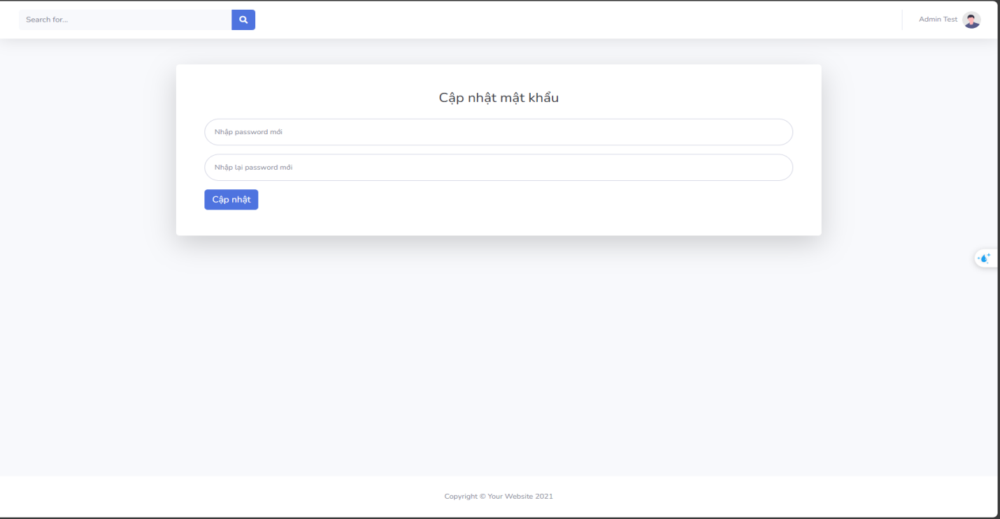 Search for...
Admin Test
Cập nhật mật khẩu
Nhập password mới
Nhập lại password mới
Cập nhật
Copyright © Your Website 2021